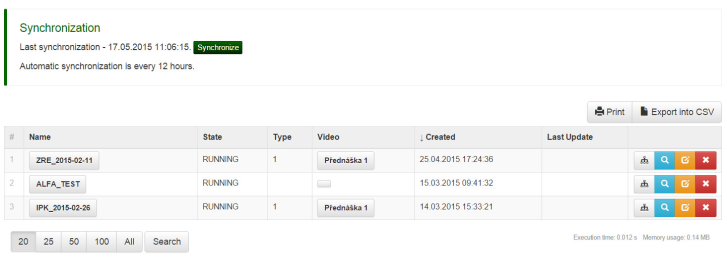 Synchronization
Last synchronization - 17.05.2015 11:06:15. Synchronize
Automatic synchronization is every 12 hours.
Print Export into CSV
# Name State Type Video ↓ Created Last Update
1 ZRE_2015-02-11 RUNNING 1 Přednáška 1 25.04.2015 17:24:36
2 ALFA_TEST RUNNING 15.03.2015 09:41:32
3 IPK_2015-02-26 RUNNING 1 Přednáška 1 14.03.2015 15:33:21
20 25 50 100 All Search
Execution time: 0.012 s Memory usage: 0.14 MB